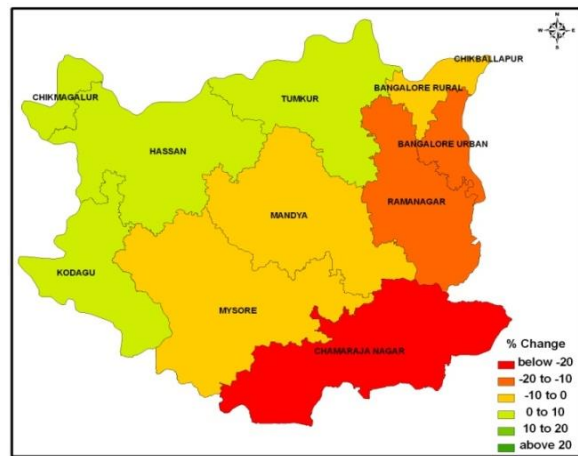 N
W E
S
CHIKBALLAPUR
BANGALORE RURAL
CHIKMAGALUR
TUMKUR
HASSAN
BANGALORE URBAN
RAMANAGAR
MANDYA
KODAGU
MYSORE
CHAMARAJA NAGAR
% Change
below -20
-20 to -10
-10 to 0
0 to 10
10 to 20
above 20